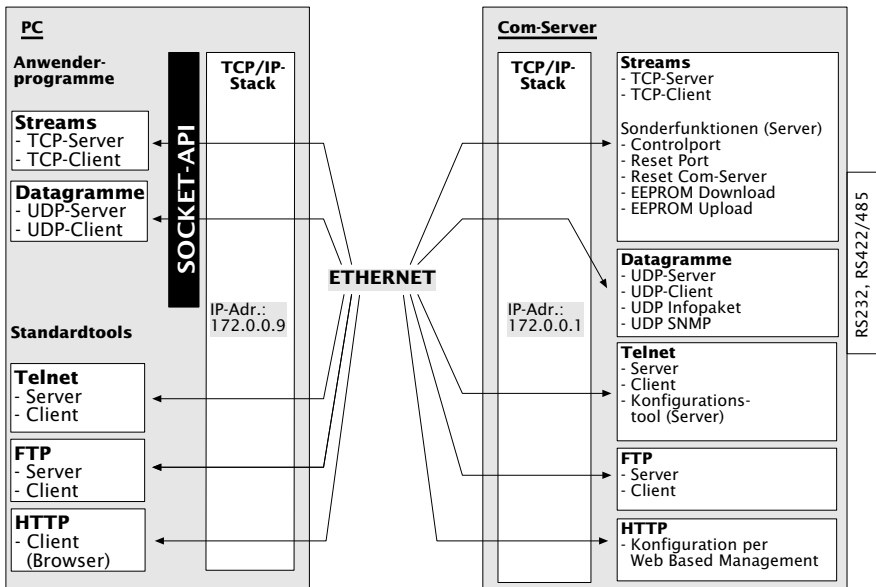 PC
Anwender-
programme
SOCKET-API
TCP/IP-
Stack
Streams
- TCP-Server
- TCP-Client
Datagramme
- UDP-Server
- UDP-Client
IP-Adr.:
172.0.0.9
Standardtools
Telnet
- Server
- Client
FTP
- Server
- Client
HTTP
- Client
(Browser)
ETHERNET
Com-Server
TCP/IP-
Stack
IP-Adr.:
172.0.0.1
Streams
- TCP-Server
- TCP-Client
Sonderfunktionen (Server)
- Controlport
- Reset Port
- Reset Com-Server
- EEPROM Download
- EEPROM Upload
Datagramme
- UDP-Server
- UDP-Client
- UDP Infopaket
- UDP SNMP
Telnet
- Server
- Client
- Konfigurations-
tool (Server)
FTP
- Server
- Client
HTTP
- Konfiguration per
Web Based Management
RS232, RS422/485